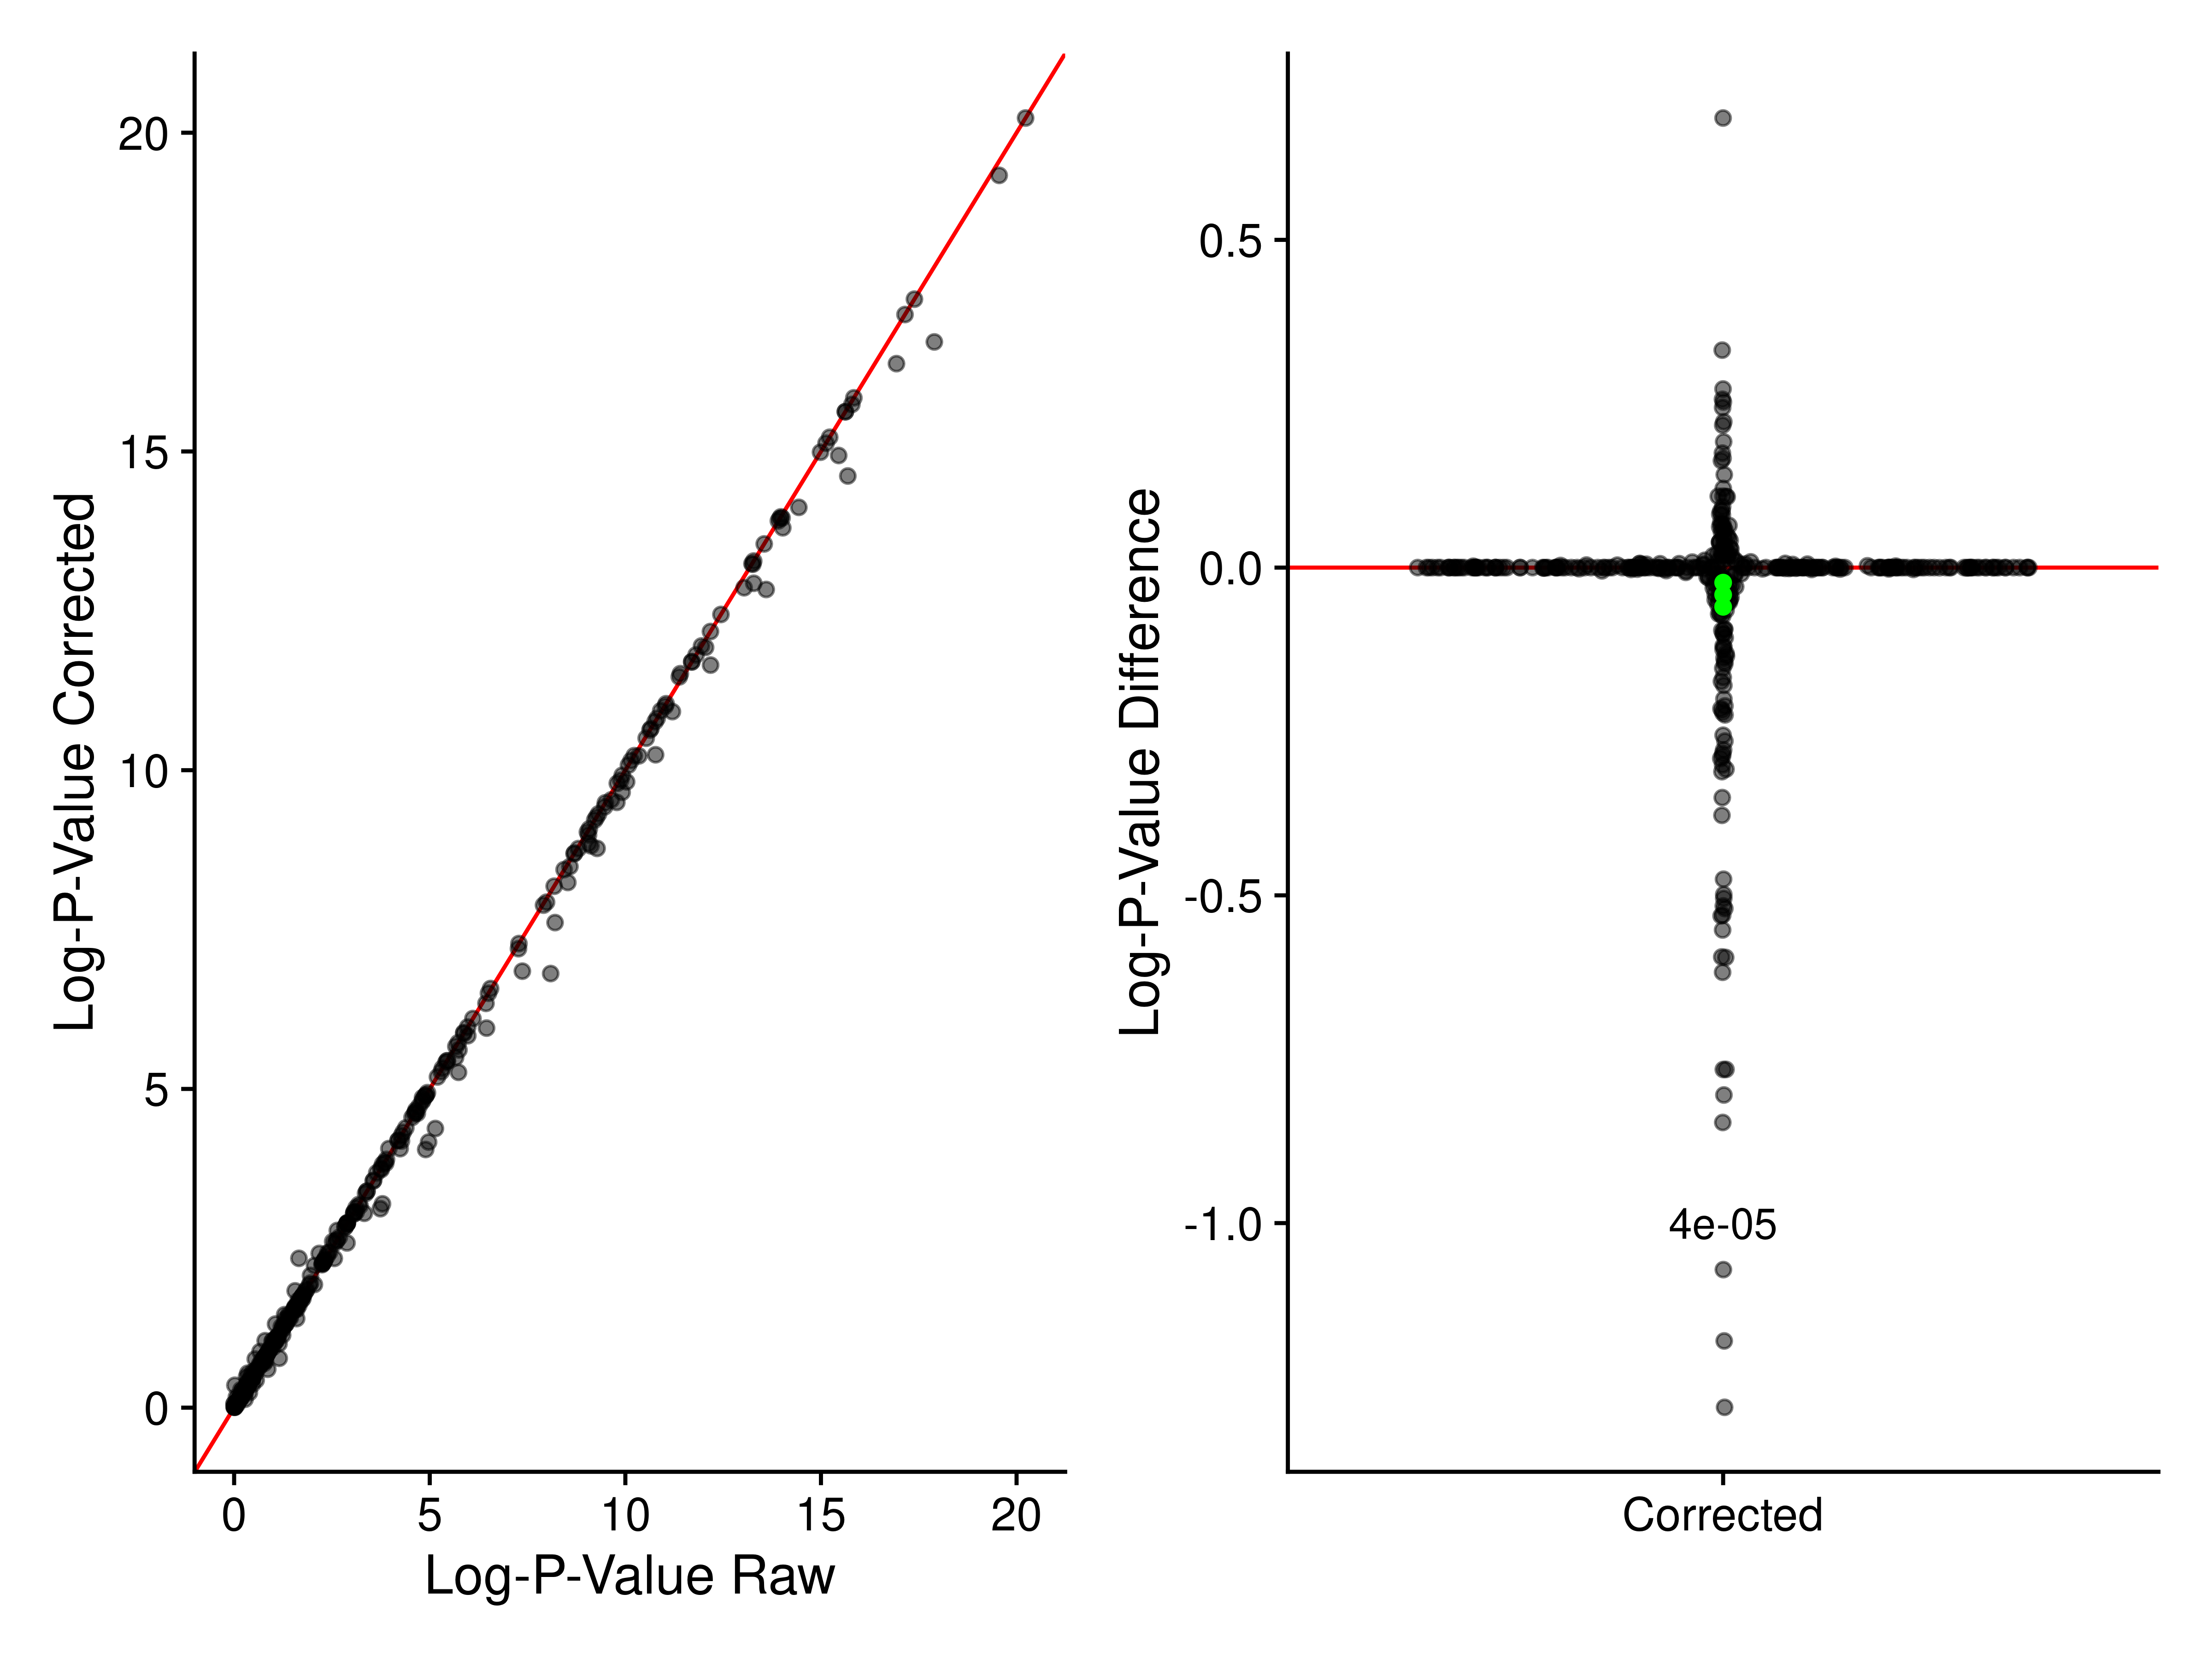 Log-P-Value Corrected
20
15
10
5
0
0 5 10 15 20
Log-P-Value Raw
Log-P-Value Difference
0.5
0.0
-0.5
-1.0
4e-05
Corrected